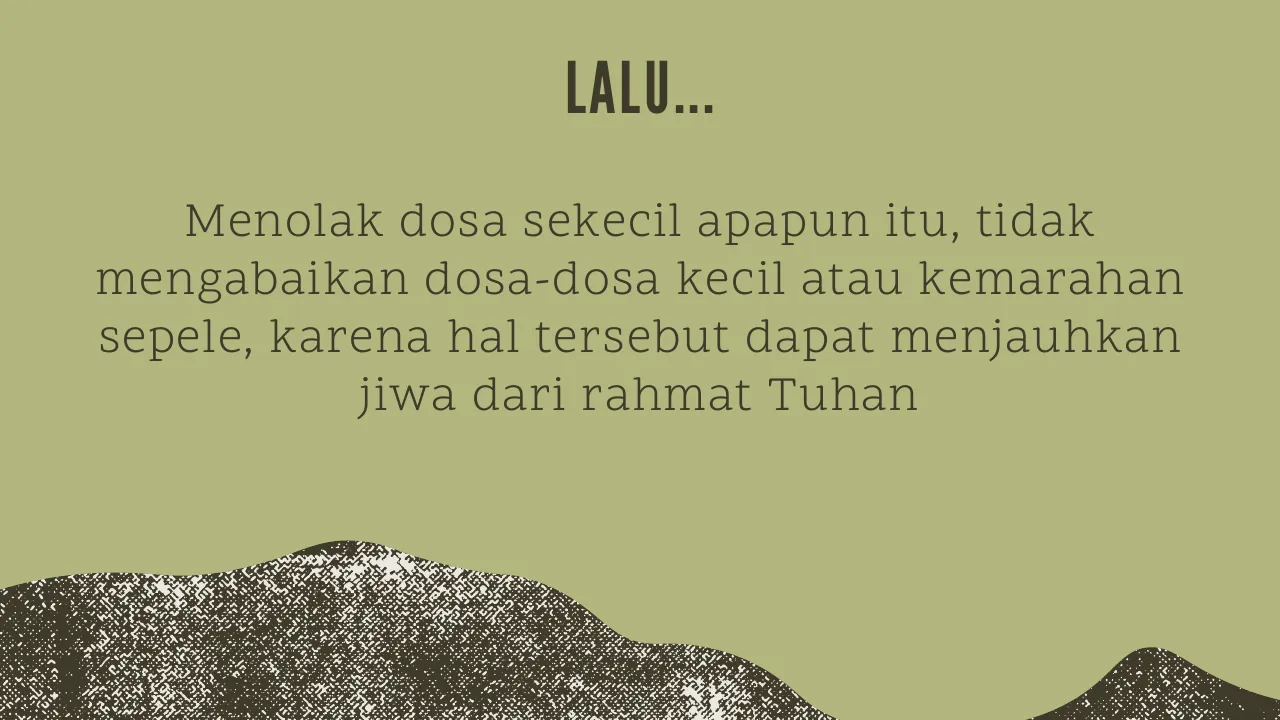 LALU...
Menolak dosa sekecil apapun itu, tidak
mengabaikan dosa-dosa kecil atau kemarahan
sepele, karena hal tersebut dapat menjauhkan
jiwa dari rahmat Tuhan